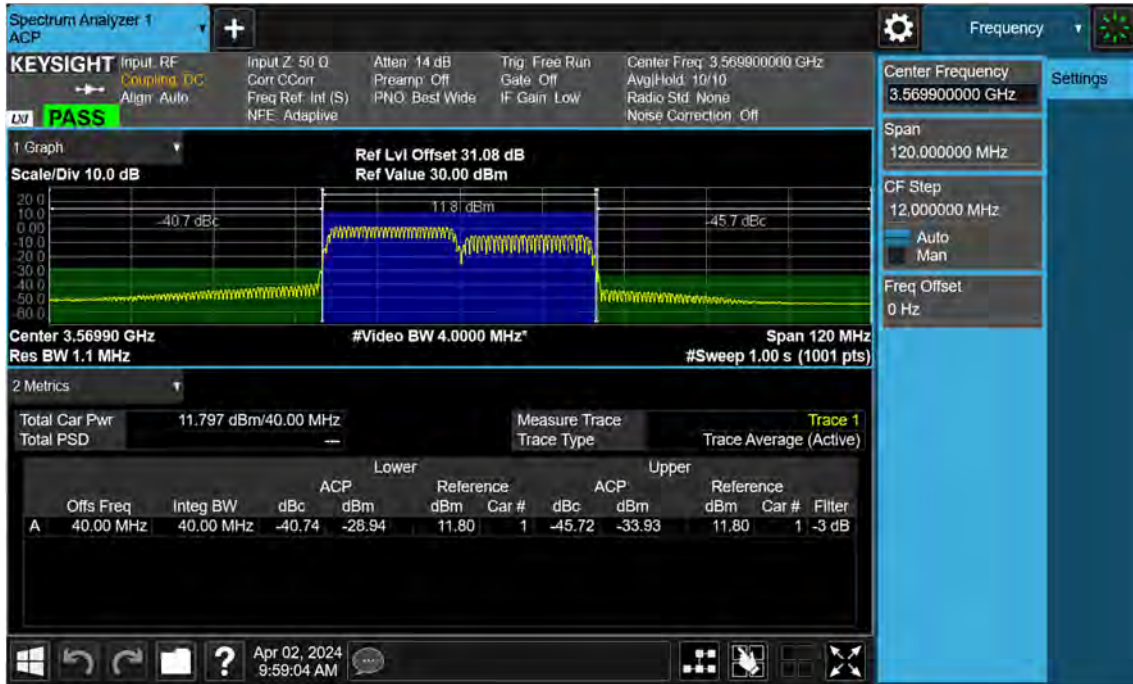 Spectrum Analyzer 1
ACP
Frequency
KEYSIGHT
Input: RF
Coupling: DC
Align: Auto
Input Z: 50 Ω
Corr CCorr
Freq Ref: Int (S)
NFE: Adaptive
Atten: 14 dB
Preamp: Off
PNO: Best Wide
Trig: Free Run
Gate: Off
IF Gain: Low
Center Freq: 3.569900000 GHz
Avg|Hold: 10/10
Radio Std: None
Noise Correction: Off
LXI
PASS
Center Frequency
3.569900000 GHz
Settings
Span
120.000000 MHz
CF Step
12.000000 MHz
Auto
Man
Freq Offset
0 Hz
1 Graph
Scale/Div 10.0 dB
Ref Lvl Offset 31.08 dB
Ref Value 30.00 dBm
20.0
10.0
0.00
-10.0
-20.0
-30.0
-40.0
-50.0
-60.0
-40.7 dBc
11.8 dBm
-45.7 dBc
Center 3.56990 GHz
#Video BW 4.0000 MHz*
Span 120 MHz
Res BW 1.1 MHz
#Sweep 1.00 s (1001 pts)
2 Metrics
Total Car Pwr 11.797 dBm/40.00 MHz
Total PSD ---
Measure Trace Trace 1
Trace Type Trace Average (Active)
Lower Upper
ACP Reference ACP Reference
Offs Freq Integ BW dBc dBm dBm Car # dBc dBm dBm Car # Filter
A 40.00 MHz 40.00 MHz -40.74 -28.94 11.80 1 -45.72 -33.93 11.80 1 -3 dB
Apr 02, 2024
9:59:04 AM